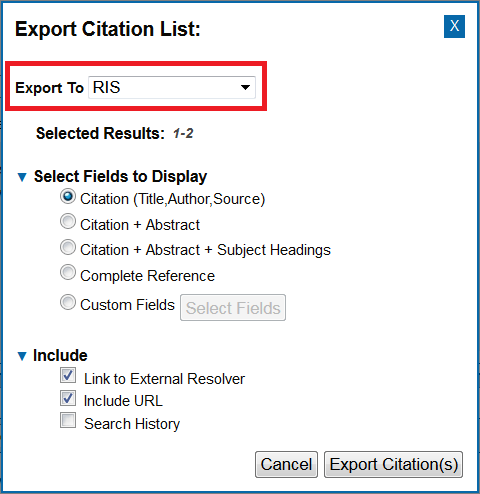 Export Citation List:
X
Export To RIS
Selected Results: 1-2
Select Fields to Display
Citation (Title,Author,Source)
Citation + Abstract
Citation + Abstract + Subject Headings
Complete Reference
Custom Fields Select Fields
Include
Link to External Resolver
Include URL
Search History
Cancel Export Citation(s)